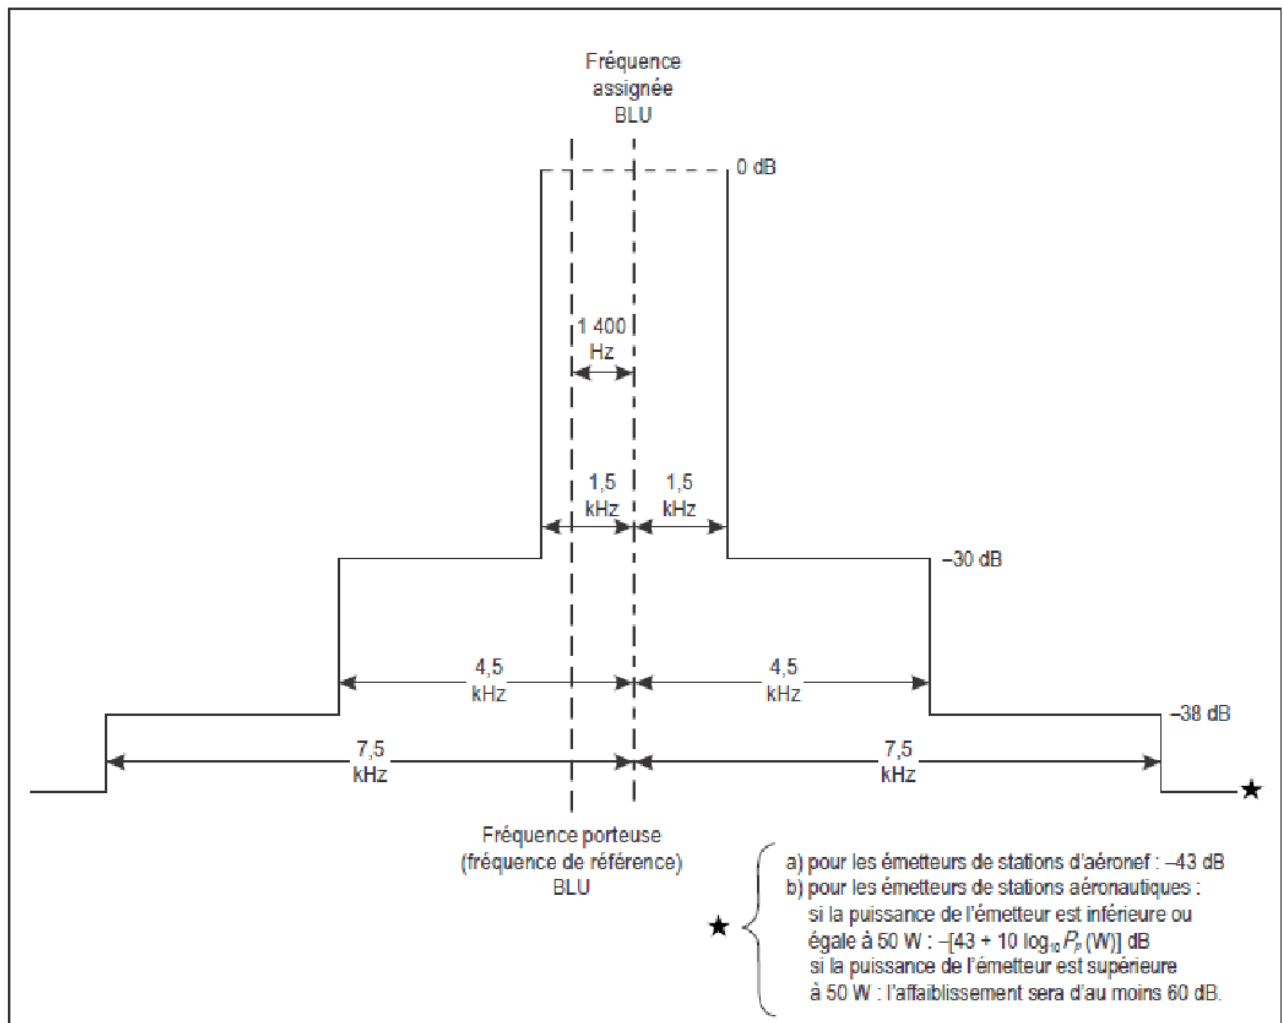 Fréquence
assignée
BLU
0 dB
1 400
Hz
1,5
kHz
1,5
kHz
–30 dB
4,5
kHz
4,5
kHz
–38 dB
7,5
kHz
7,5
kHz
★
Fréquence porteuse
(fréquence de référence)
BLU
★
a) pour les émetteurs de stations d'aéronef : –43 dB
b) pour les émetteurs de stations aéronautiques :
si la puissance de l'émetteur est inférieure ou
égale à 50 W : –[43 + 10 log₁₀ Pₚ (W)] dB
si la puissance de l'émetteur est supérieure
à 50 W : l'affaiblissement sera d'au moins 60 dB.